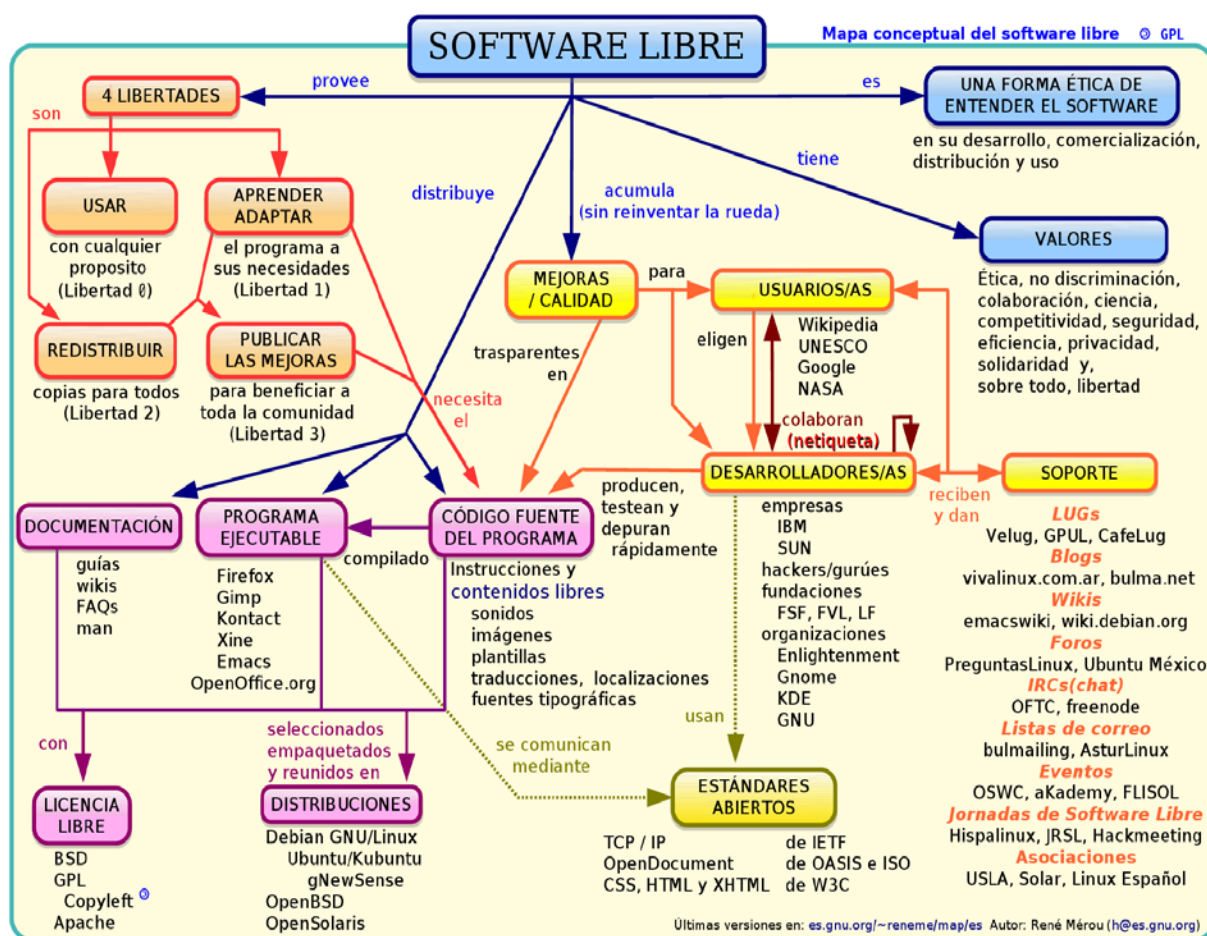 SOFTWARE LIBRE
Mapa conceptual del software libre © GPL
4 LIBERTADES
provee
es
UNA FORMA ÉTICA DE
ENTENDER EL SOFTWARE
en su desarrollo, comercialización,
distribución y uso
son
tiene
USAR
con cualquier
proposito
(Libertad 0)
APRENDER
ADAPTAR
el programa a
sus necesidades
(Libertad 1)
distribuye
acumula
(sin reinventar la rueda)
VALORES
Ética, no discriminación,
colaboración, ciencia,
competitividad, seguridad,
eficiencia, privacidad,
solidaridad y,
sobre todo, libertad
REDISTRIBUIR
copias para todos
(Libertad 2)
PUBLICAR
LAS MEJORAS
para beneficiar a
toda la comunidad
(Libertad 3)
necesita
el
MEJORAS
/ CALIDAD
para
USUARIOS/AS
Wikipedia
UNESCO
Google
NASA
trasparentes
en
eligen
colaboran
(netiqueta)
DESARROLLADORES/AS
empresas
IBM
SUN
hackers/gurúes
fundaciones
FSF, FVL, LF
organizaciones
Enlightenment
Gnome
KDE
GNU
producen,
testean y
depuran
rápidamente
reciben
y dan
SOPORTE
LUGs
Velug, GPUL, CafeLug
Blogs
vivalinux.com.ar, bulma.net
Wikis
emacswiki, wiki.debian.org
Foros
PreguntasLinux, Ubuntu México
IRCs(chat)
OFTC, freenode
Listas de correo
bulmailing, AsturLinux
Eventos
OSWC, aKademy, FLISOL
Jornadas de Software Libre
Hispalinux, JRSL, Hackmeeting
Asociaciones
USLA, Solar, Linux Español
DOCUMENTACIÓN
guías
wikis
FAQs
man
PROGRAMA
EJECUTABLE
Firefox
Gimp
Kontact
Xine
Emacs
OpenOffice.org
compilado
CÓDIGO FUENTE
DEL PROGRAMA
Instrucciones y
contenidos libres
sonidos
imágenes
plantillas
traducciones, localizaciones
fuentes tipográficas
con
seleccionados
empaquetados
y reunidos en
se comunican
mediante
usan
LICENCIA
LIBRE
BSD
GPL
Copyleft
Apache
DISTRIBUCIONES
Debian GNU/Linux
Ubuntu/Kubuntu
gNewSense
OpenBSD
OpenSolaris
ESTÁNDARES
ABIERTOS
TCP / IP de IETF
OpenDocument de OASIS e ISO
CSS, HTML y XHTML de W3C
Últimas versiones en: es.gnu.org/~reneme/map/es Autor: René Mérou (h@es.gnu.org)